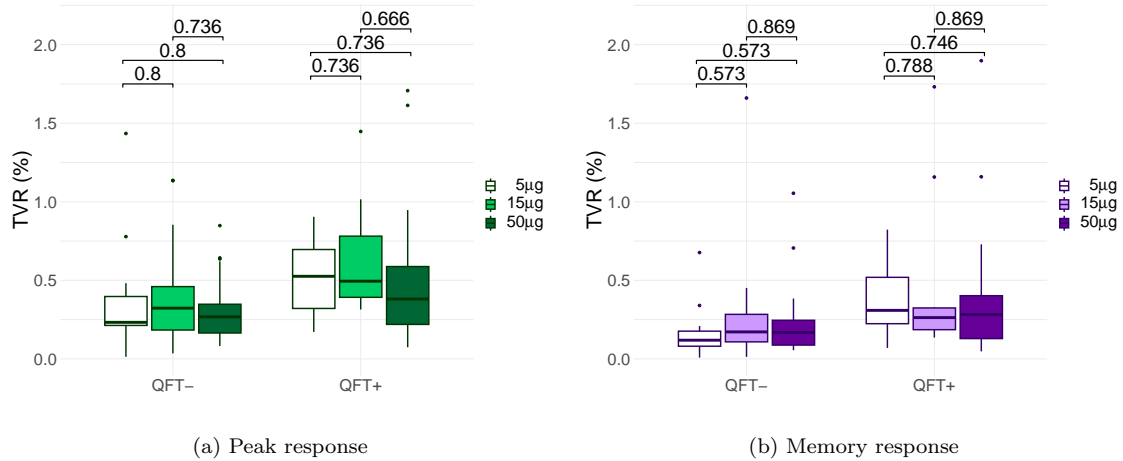 0.736
0.8
0.8
0.666
0.736
0.736
2.0
1.5
1.0
0.5
0.0
TVR (%)
QFT−
QFT+
5µg
15µg
50µg
(a) Peak response
0.869
0.573
0.573
0.869
0.746
0.788
2.0
1.5
1.0
0.5
0.0
TVR (%)
QFT−
QFT+
5µg
15µg
50µg
(b) Memory response